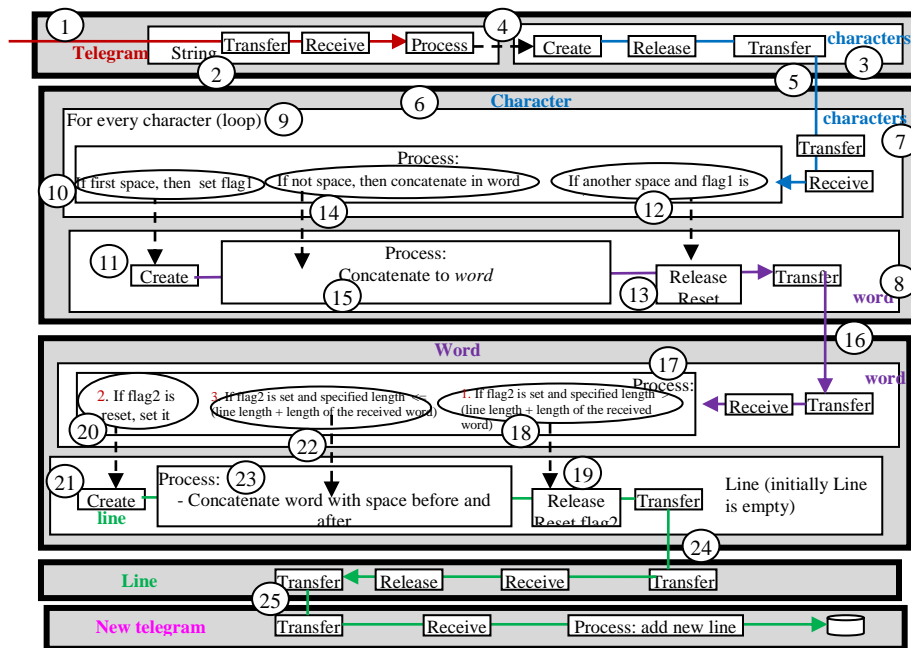 1
4
Telegram
String
Transfer
Receive
Process
Create
Release
Transfer
characters
2
5
3
6
Character
For every character (loop)
9
characters
7
Transfer
Process:
10
If first space, then set flag1
If not space, then concatenate in word
If another space and flag1 is
Receive
14
12
11
Create
Process:
Concatenate to word
15
13
Release
Reset
Transfer
8
word
16
Word
17
word
2. If flag2 is
reset, set it
3. If flag2 is set and specified length <=
(line length + length of the received word)
1. If flag2 is set and specified length >
(line length + length of the received
word)
Process:
Receive
Transfer
20
22
18
21
Create
line
Process:
23
- Concatenate word with space before and
after
19
Release
Reset flag2
Transfer
Line (initially Line
is empty)
24
Line
Transfer
Release
Receive
Transfer
25
New telegram
Transfer
Receive
Process: add new line